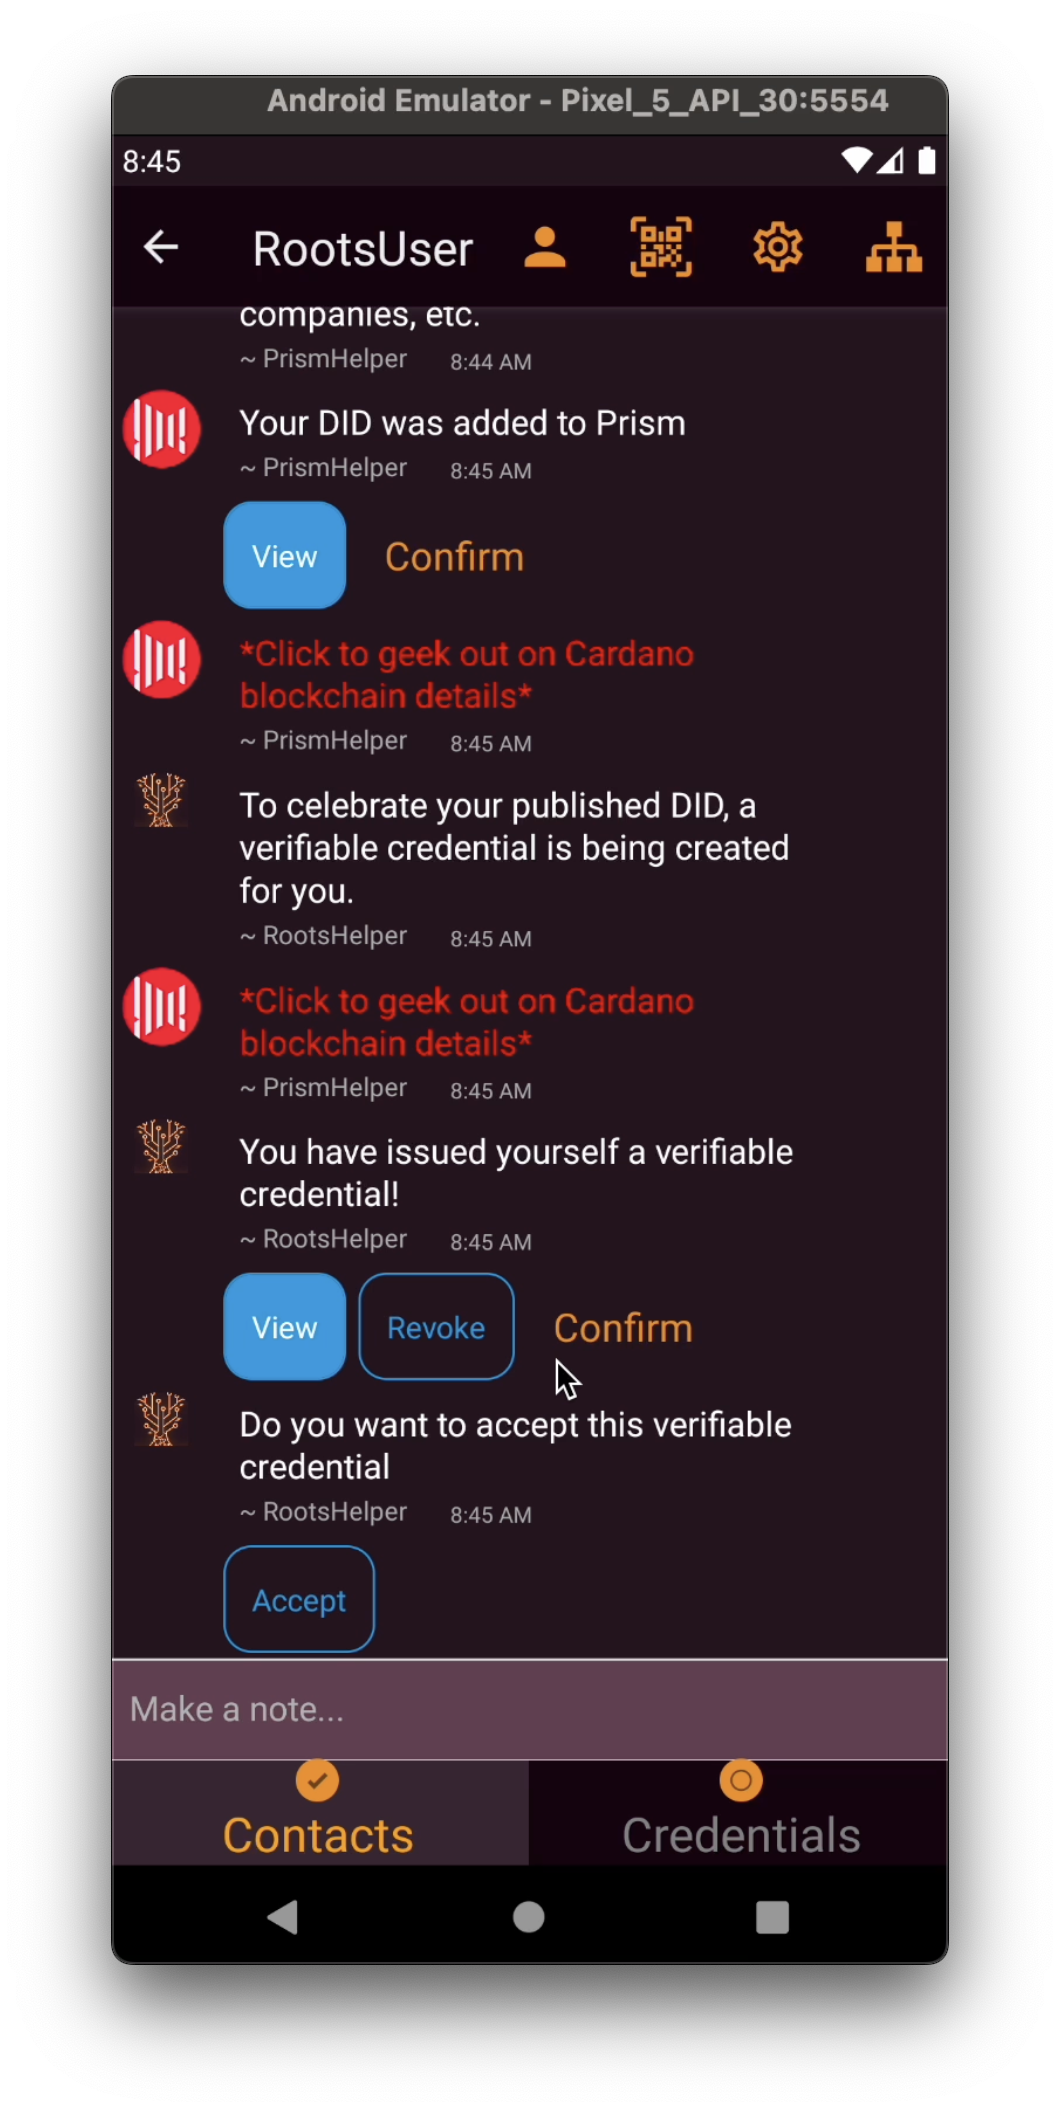 Android Emulator - Pixel_5_API_30:5554
8:45
RootsUser
companies, etc.
~ PrismHelper 8:44 AM
Your DID was added to Prism
~ PrismHelper 8:45 AM
View Confirm
*Click to geek out on Cardano
blockchain details*
~ PrismHelper 8:45 AM
To celebrate your published DID, a
verifiable credential is being created
for you.
~ RootsHelper 8:45 AM
*Click to geek out on Cardano
blockchain details*
~ PrismHelper 8:45 AM
You have issued yourself a verifiable
credential!
~ RootsHelper 8:45 AM
View Revoke Confirm
Do you want to accept this verifiable
credential
~ RootsHelper 8:45 AM
Accept
Make a note...
Contacts Credentials